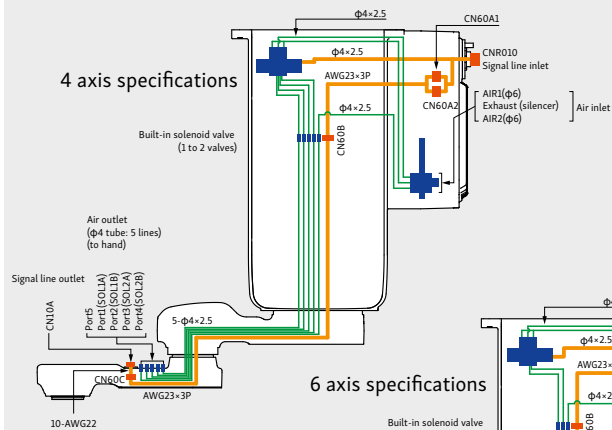 ϕ4×2.5
CN60A1
ϕ4×2.5
CNR010
Signal line inlet
4 axis specifications
AWG23×3P
CN60A2
AIR1(ϕ6)
Exhaust (silencer)
AIR2(ϕ6)
Air inlet
ϕ4×2.5
Built-in solenoid valve
(1 to 2 valves)
CN60B
Air outlet
(ϕ4 tube: 5 lines)
(to hand)
Signal line outlet
CN10A
Port5
Port1(SOL1A)
Port2(SOL1B)
Port3(SOL2A)
Port4(SOL2B)
5-ϕ4×2.5
CN60C
AWG23×3P
10-AWG22
ϕ4×2.5
AWG23
6 axis specifications
ϕ4×2
Built-in solenoid valve
60B